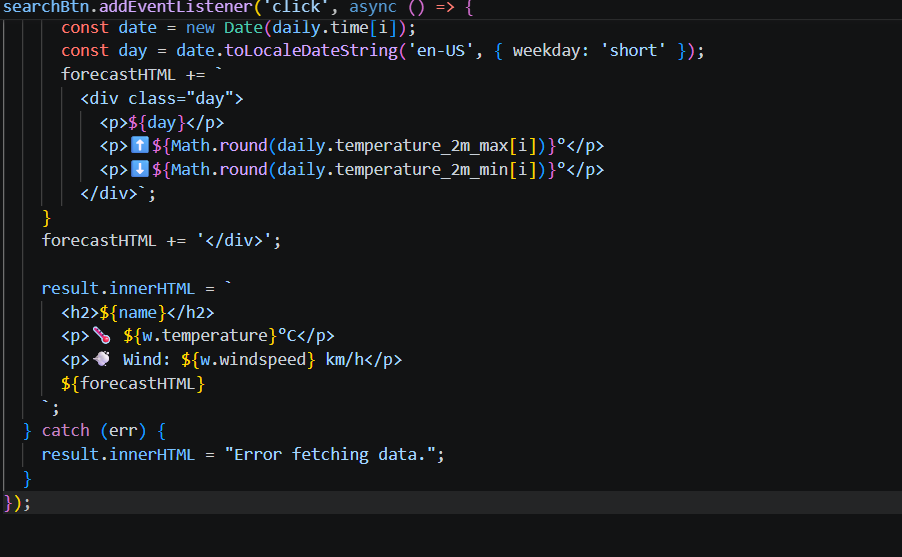 searchBtn.addEventListener('click', async () => {
const date = new Date(daily.time[i]);
const day = date.toLocaleDateString('en-US', { weekday: 'short' });
forecastHTML += `
<div class="day">
<p>${day}</p>
<p>⬆️${Math.round(daily.temperature_2m_max[i])}°</p>
<p>⬇️${Math.round(daily.temperature_2m_min[i])}°</p>
</div>`;
}
forecastHTML += '</div>';
result.innerHTML = `
<h2>${name}</h2>
<p>🌡️ ${w.temperature}°C</p>
<p>💨 Wind: ${w.windspeed} km/h</p>
${forecastHTML}
`;
} catch (err) {
result.innerHTML = "Error fetching data.";
}
});